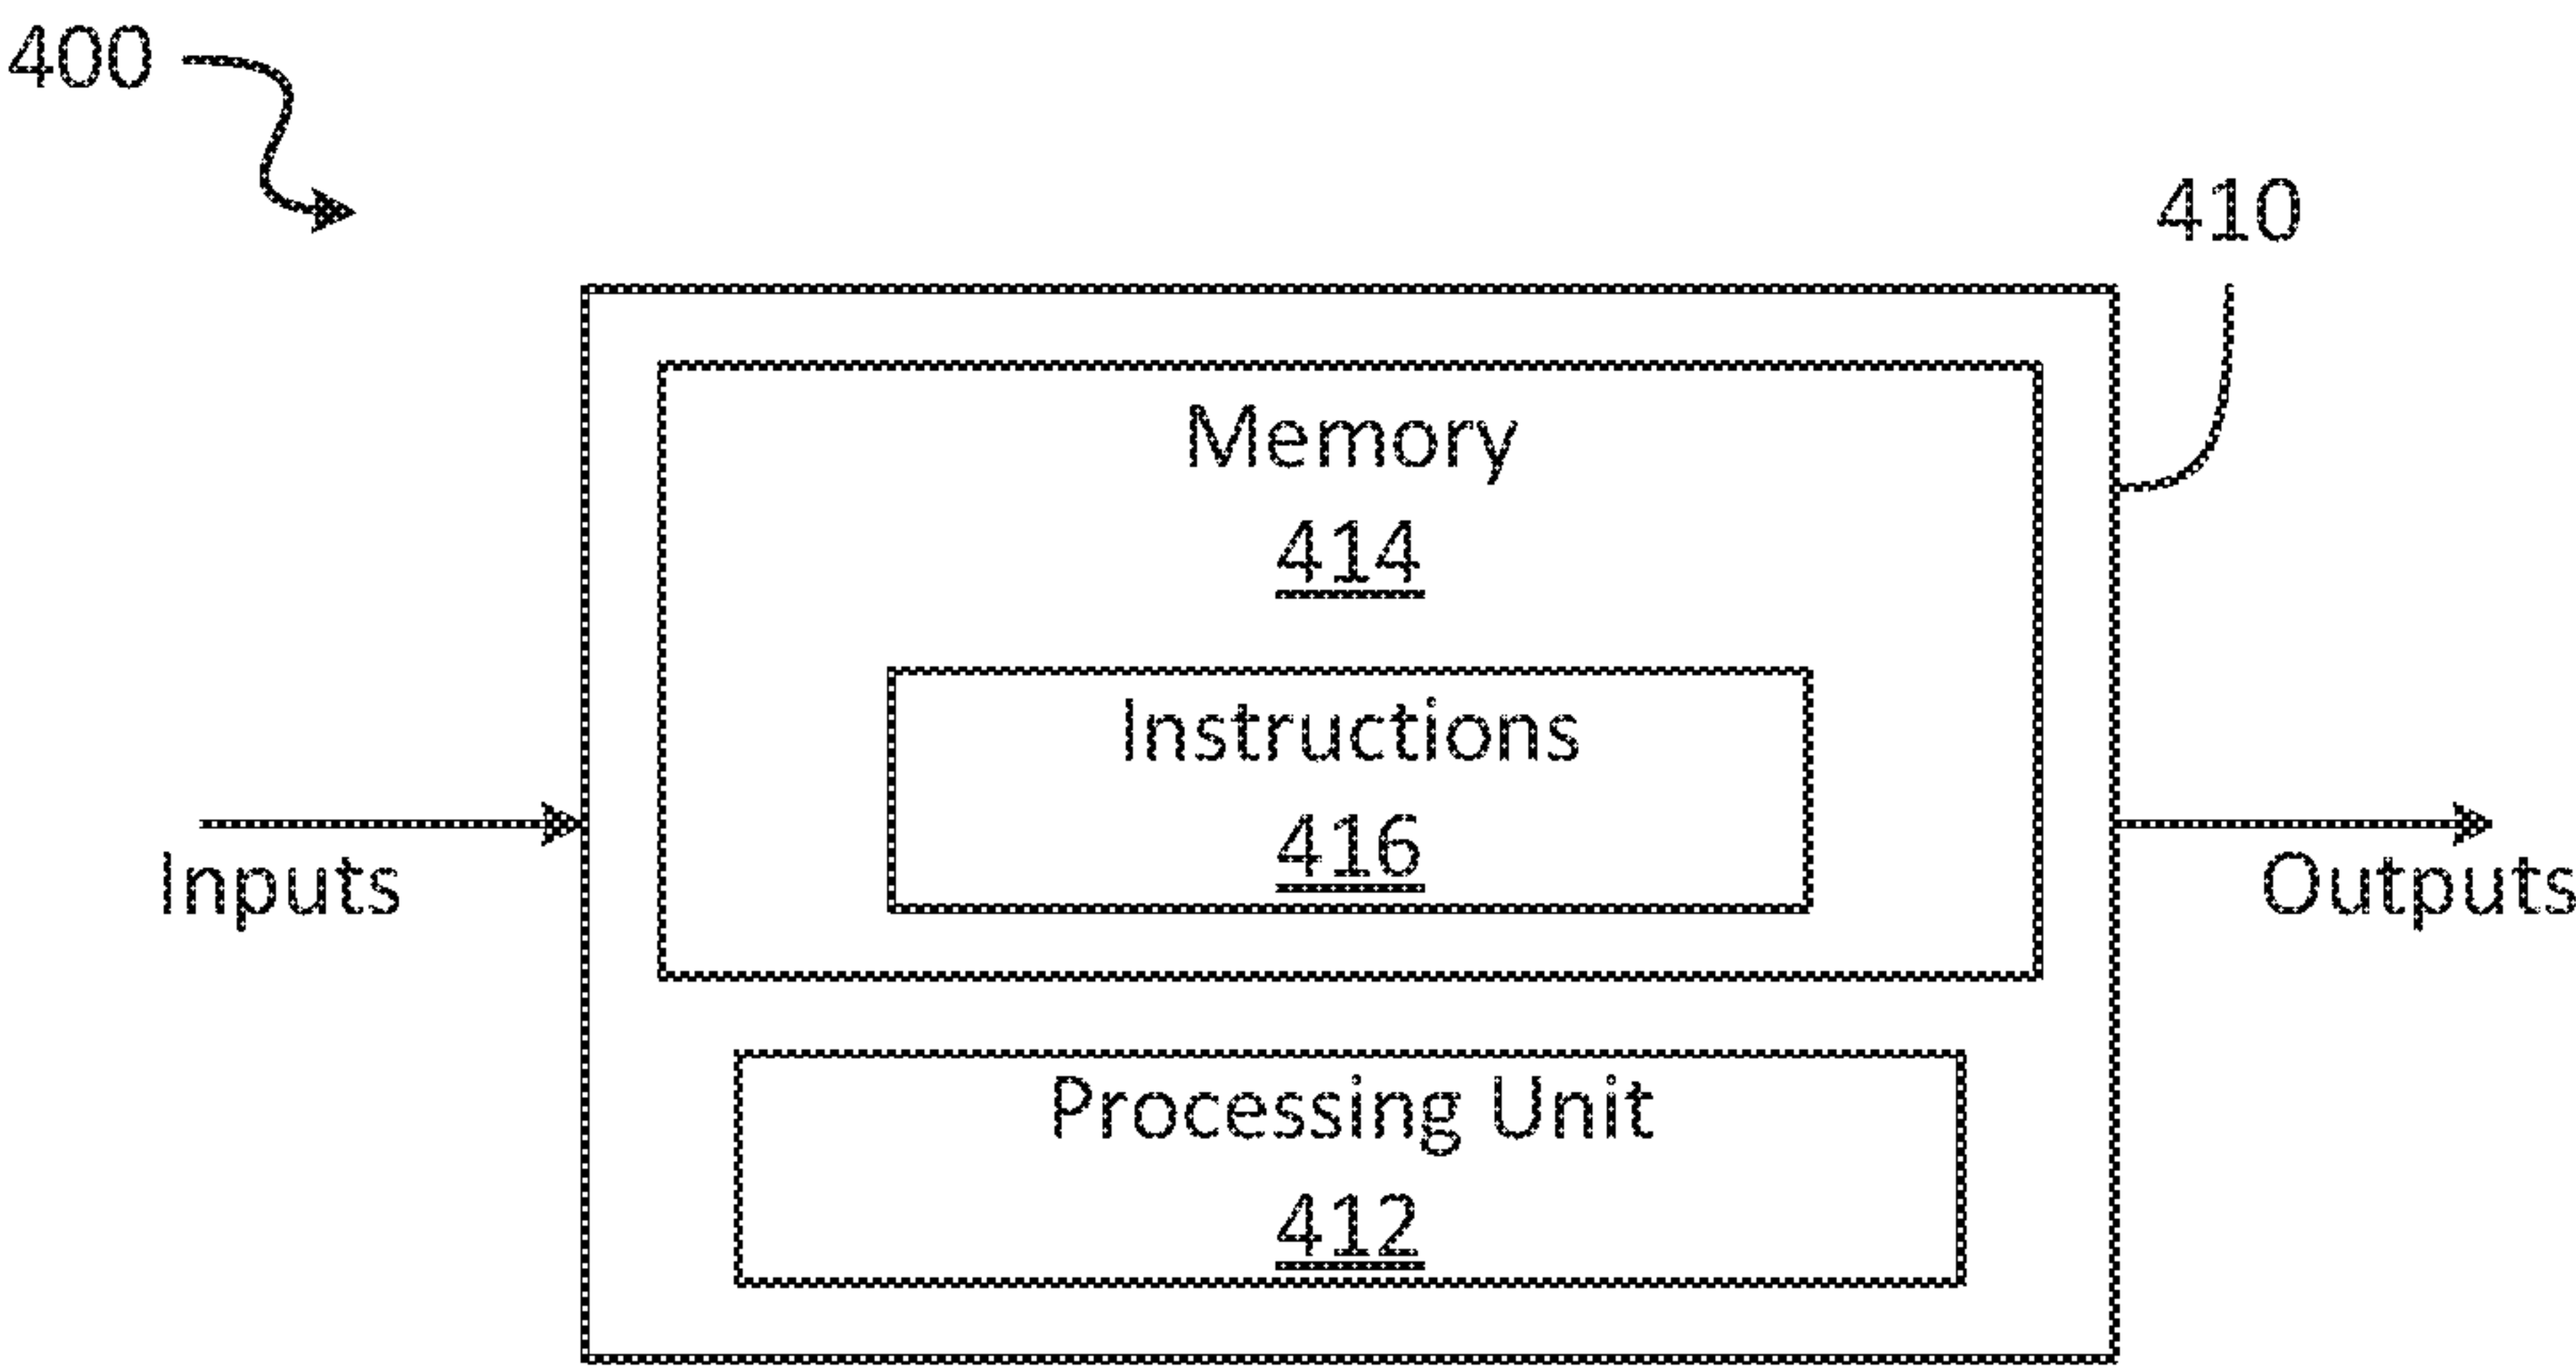 400
410
Memory
414
Instructions
416
Inputs
Outputs
Processing Unit
412